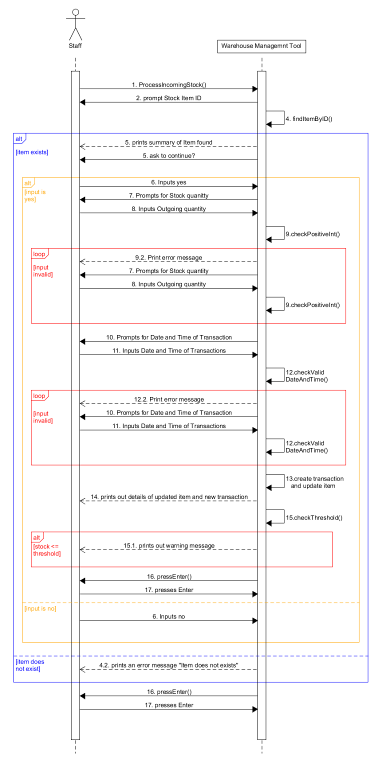 Staff
Warehouse Managemnt Tool
1. ProcessIncomingStock()
2. prompt Stock Item ID
4. findItemByID()
alt
[item exists]
5. prints summary of Item found
5. ask to continue?
alt
[input is
yes]
6. Inputs yes
7. Prompts for Stock quanitty
8. Inputs Outgoing quantity
9.checkPositiveInt()
loop
[input
invalid]
9.2. Print error message
7. Prompts for Stock quantity
8. Inputs Outgoing quantity
9.checkPositiveInt()
10. Prompts for Date and Time of Transaction
11. Inputs Date and Time of Transactions
12.checkValid
DateAndTime()
loop
[input
invalid]
12.2. Print error message
10. Prompts for Date and Time of Transaction
11. Inputs Date and Time of Transactions
12.checkValid
DateAndTime()
13.create transaction
and update item
14. prints out details of updated item and new transaction
15.checkThreshold()
alt
[stock <=
threshold]
15.1. prints out warning message
16. pressEnter()
17. presses Enter
[input is no]
6. Inputs no
[item does
not exist]
4.2. prints an error message "item does not exists"
16. pressEnter()
17. presses Enter